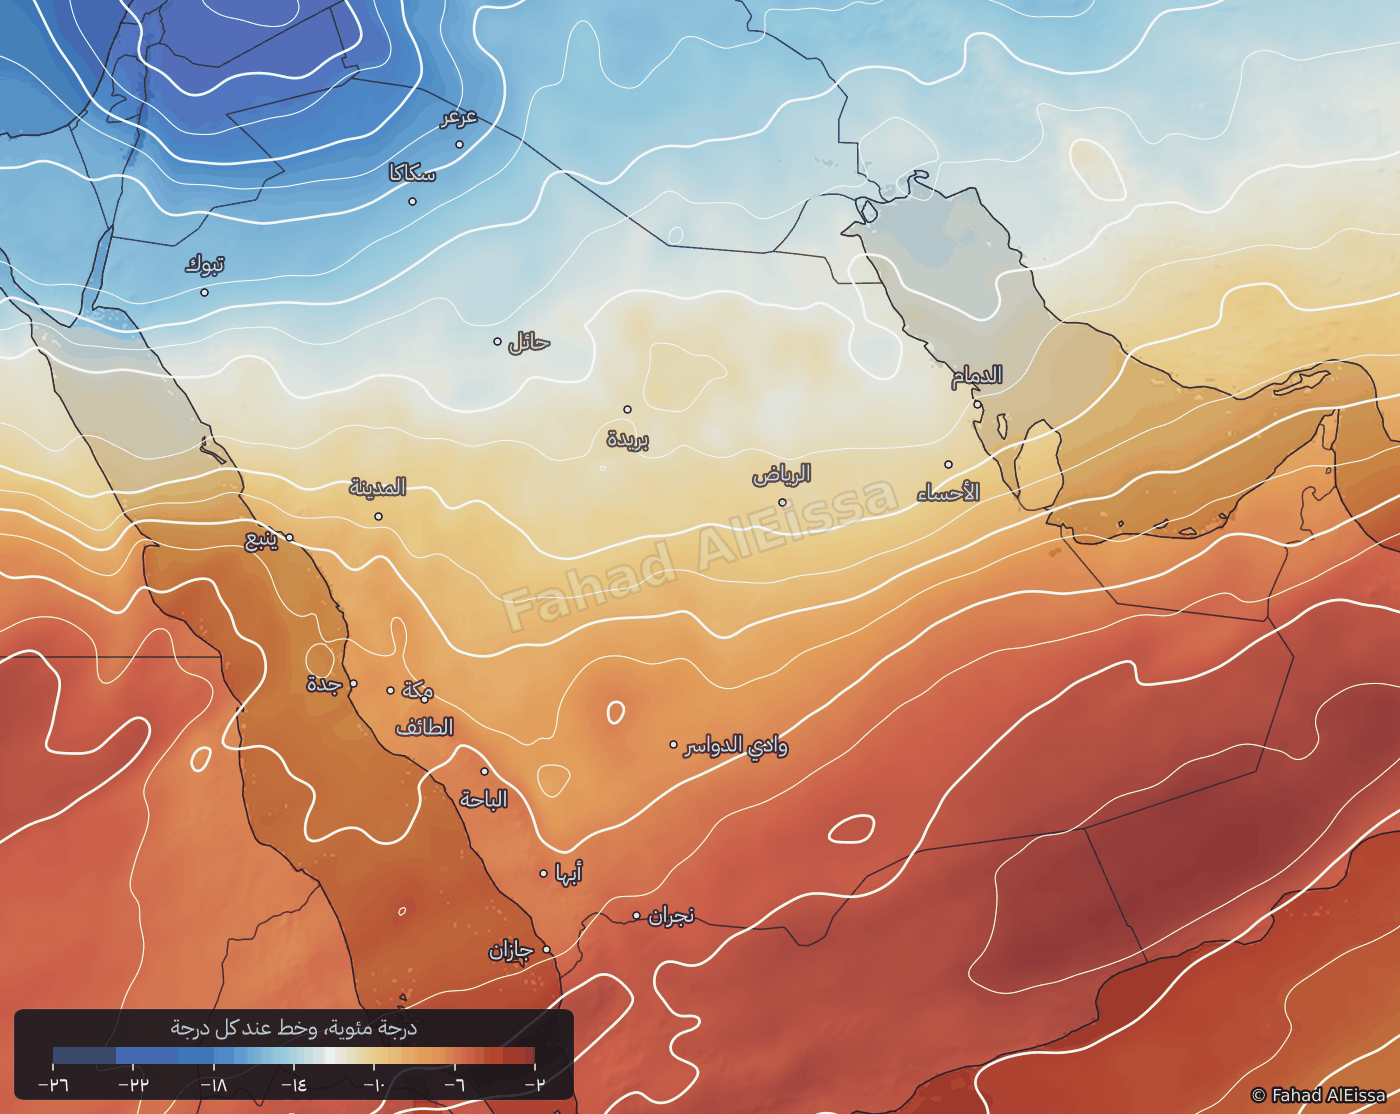 عرعر
سكاكا
تبوك
حائل
الدمام
بريدة
الرياض
المدينة
الأحساء
ينبع
Fahad AlEissa
جدة
مكة
الطائف
وادي الدواسر
الباحة
أبها
نجران
جازان
درجة مئوية، وخط عند كل درجة
−٢٦ −٢٢ −١٨ −١٤ −١٠ −٦ −٢
© Fahad AlEissa